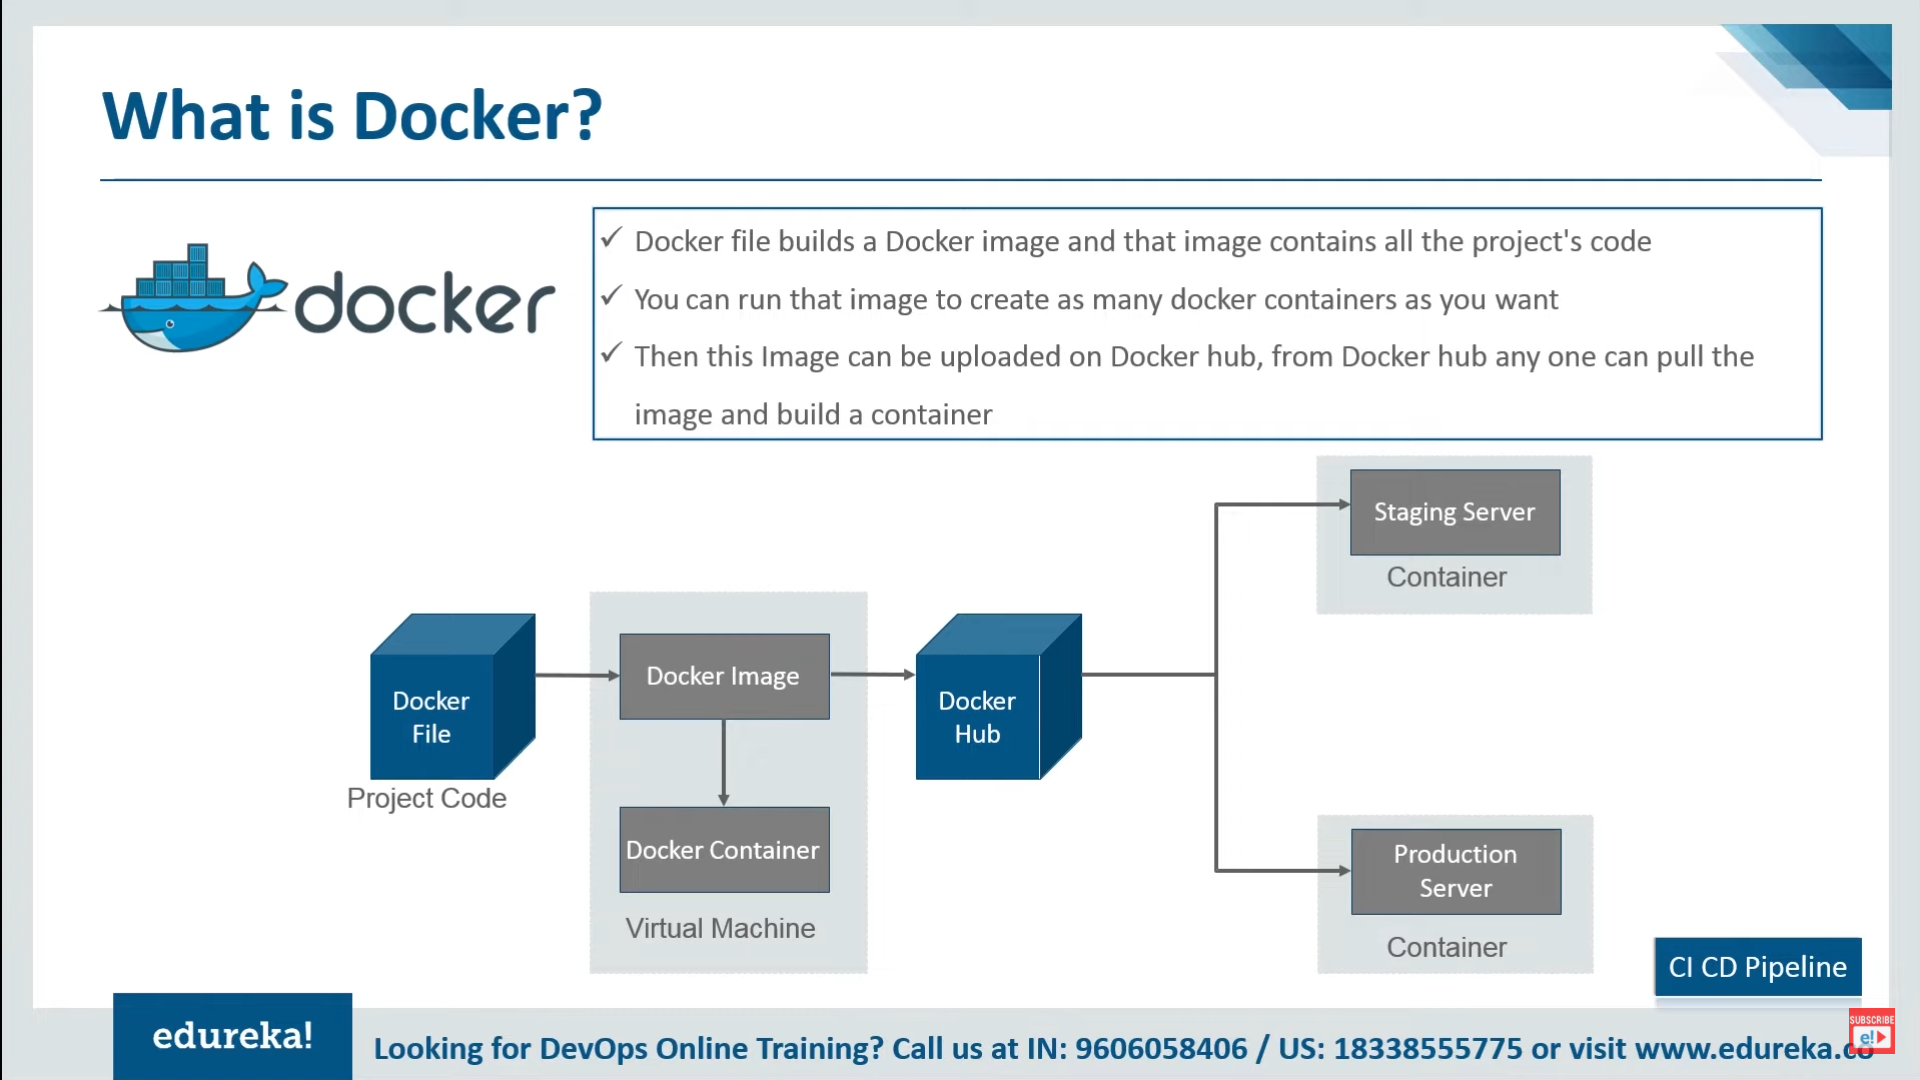 What is Docker?
docker
✓ Docker file builds a Docker image and that image contains all the project's code
✓ You can run that image to create as many docker containers as you want
✓ Then this Image can be uploaded on Docker hub, from Docker hub any one can pull the
image and build a container
Staging Server
Container
Docker
File
Project Code
Docker Image
Docker Container
Virtual Machine
Docker
Hub
Production
Server
Container
CI CD Pipeline
SUBSCRIBE
e!
edureka!
Looking for DevOps Online Training? Call us at IN: 9606058406 / US: 18338555775 or visit www.edureka.co